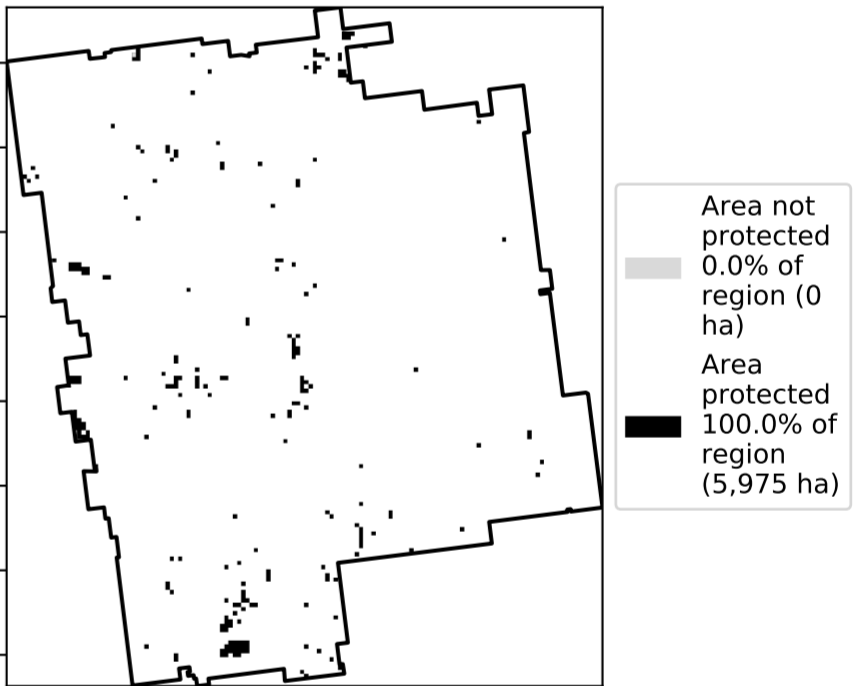 Area not
protected
0.0% of
region (0
ha)
Area
protected
100.0% of
region
(5,975 ha)